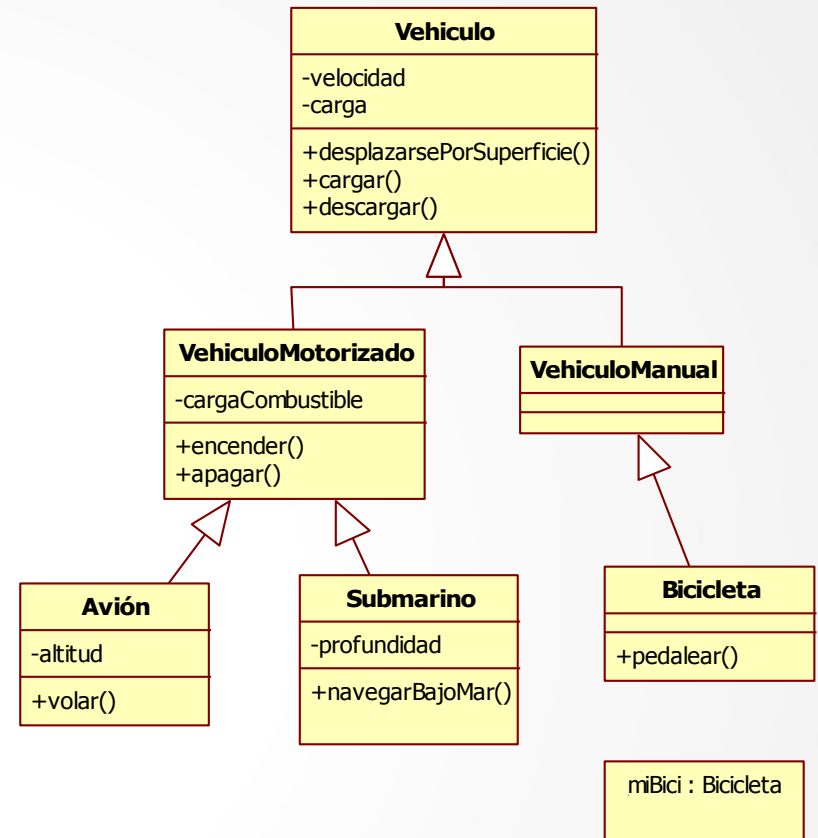 Vehiculo
-velocidad
-carga
+desplazarsePorSuperficie()
+cargar()
+descargar()
VehiculoMotorizado
-cargaCombustible
+encender()
+apagar()
VehiculoManual
Avión
-altitud
+volar()
Submarino
-profundidad
+navegarBajoMar()
Bicicleta
+pedalear()
miBici : Bicicleta